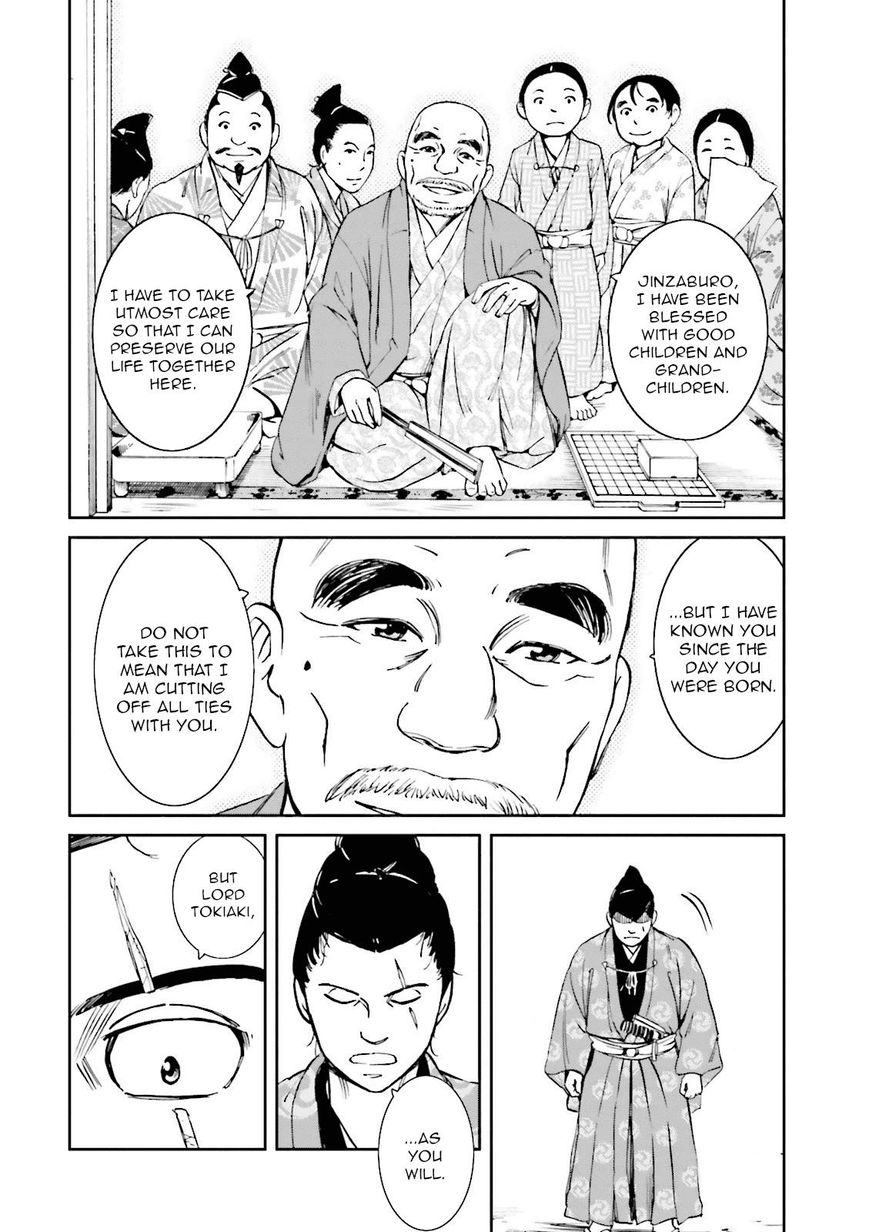 JINZABURO,
I HAVE BEEN
BLESSED
WITH GOOD
CHILDREN AND
GRAND-
CHILDREN.
I HAVE TO TAKE
UTMOST CARE
SO THAT I CAN
PRESERVE OUR
LIFE TOGETHER
HERE.
...BUT I HAVE
KNOWN YOU
SINCE THE
DAY YOU
WERE BORN.
DO NOT
TAKE THIS TO
MEAN THAT I
AM CUTTING
OFF ALL TIES
WITH YOU.
...AS
YOU
WILL.
BUT
LORD
TOKIAKI,